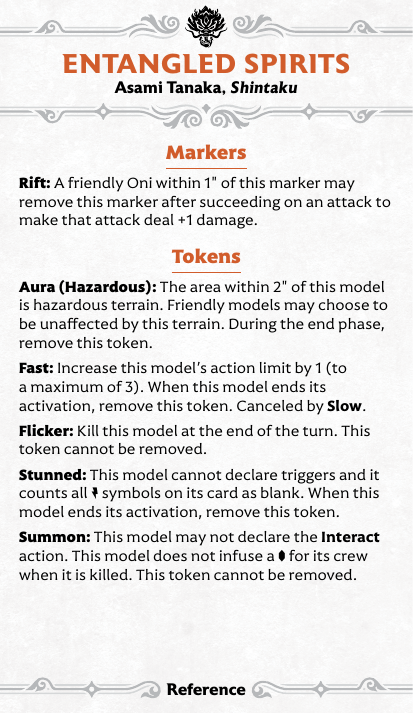 ENTANGLED SPIRITS
Asami Tanaka, Shintaku
Markers
Rift: A friendly Oni within 1" of this marker may
remove this marker after succeeding on an attack to
make that attack deal +1 damage.
Tokens
Aura (Hazardous): The area within 2" of this model
is hazardous terrain. Friendly models may choose to
be unaffected by this terrain. During the end phase,
remove this token.
Fast: Increase this model's action limit by 1 (to
a maximum of 3). When this model ends its
activation, remove this token. Canceled by Slow.
Flicker: Kill this model at the end of the turn. This
token cannot be removed.
Stunned: This model cannot declare triggers and it
counts all symbols on its card as blank. When this
model ends its activation, remove this token.
Summon: This model may not declare the Interact
action. This model does not infuse a for its crew
when it is killed. This token cannot be removed.
Reference